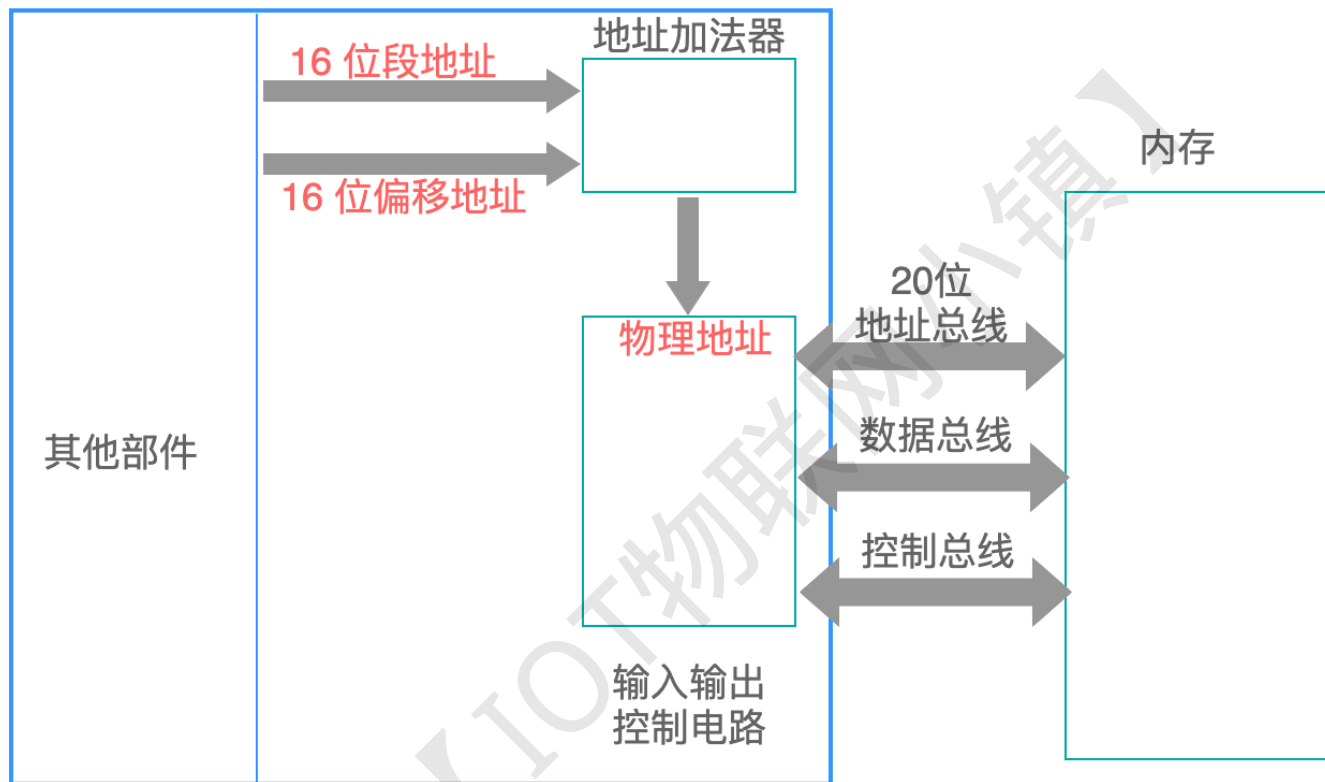 地址加法器
16 位段地址
内存
16 位偏移地址
20位
地址总线
物理地址
数据总线
其他部件
控制总线
输入输出
控制电路
【IOT物联网小镇】